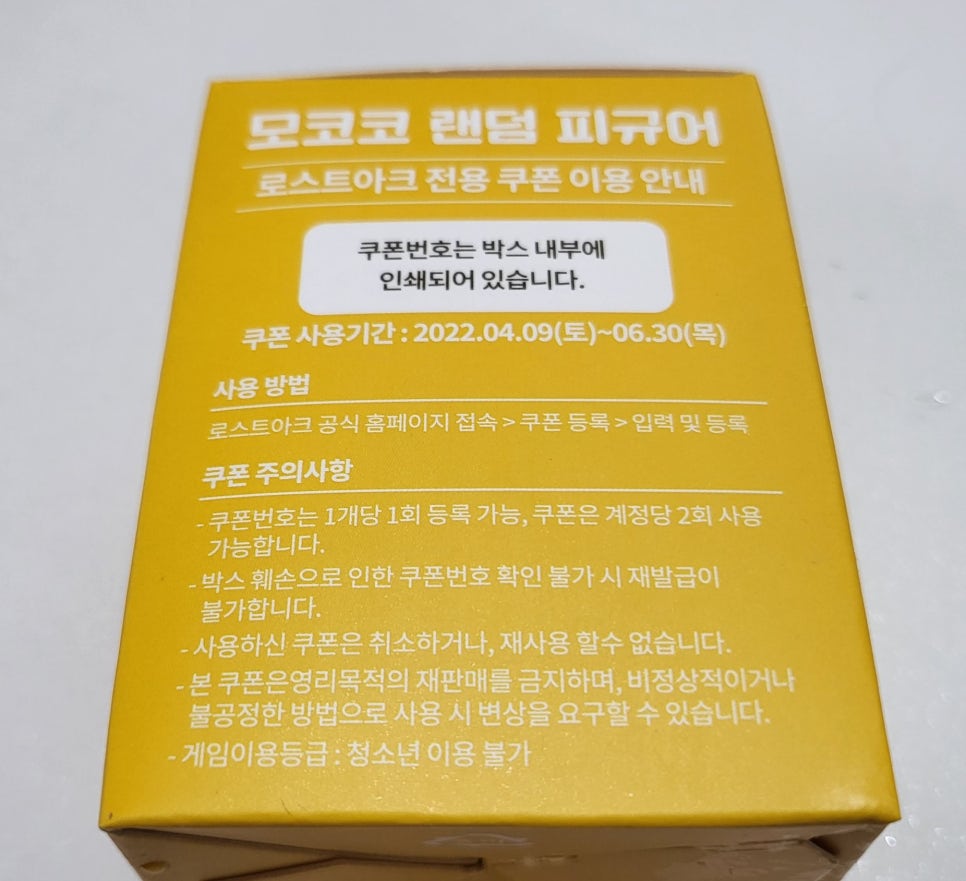 모코코 랜덤 피규어
로스트아크 전용 쿠폰 이용 안내
쿠폰번호는 박스 내부에
인쇄되어 있습니다.
쿠폰 사용기간 : 2022.04.09(토)~06.30(목)
사용 방법
로스트아크 공식 홈페이지 접속 > 쿠폰 등록 > 입력 및 등록
쿠폰 주의사항
- 쿠폰번호는 1개당 1회 등록 가능, 쿠폰은 계정당 2회 사용
가능합니다.
- 박스 훼손으로 인한 쿠폰번호 확인 불가 시 재발급이
불가합니다.
- 사용하신 쿠폰은 취소하거나, 재사용 할수 없습니다.
- 본 쿠폰은영리목적의 재판매를 금지하며, 비정상적이거나
불공정한 방법으로 사용 시 변상을 요구할 수 있습니다.
- 게임이용등급 : 청소년 이용 불가